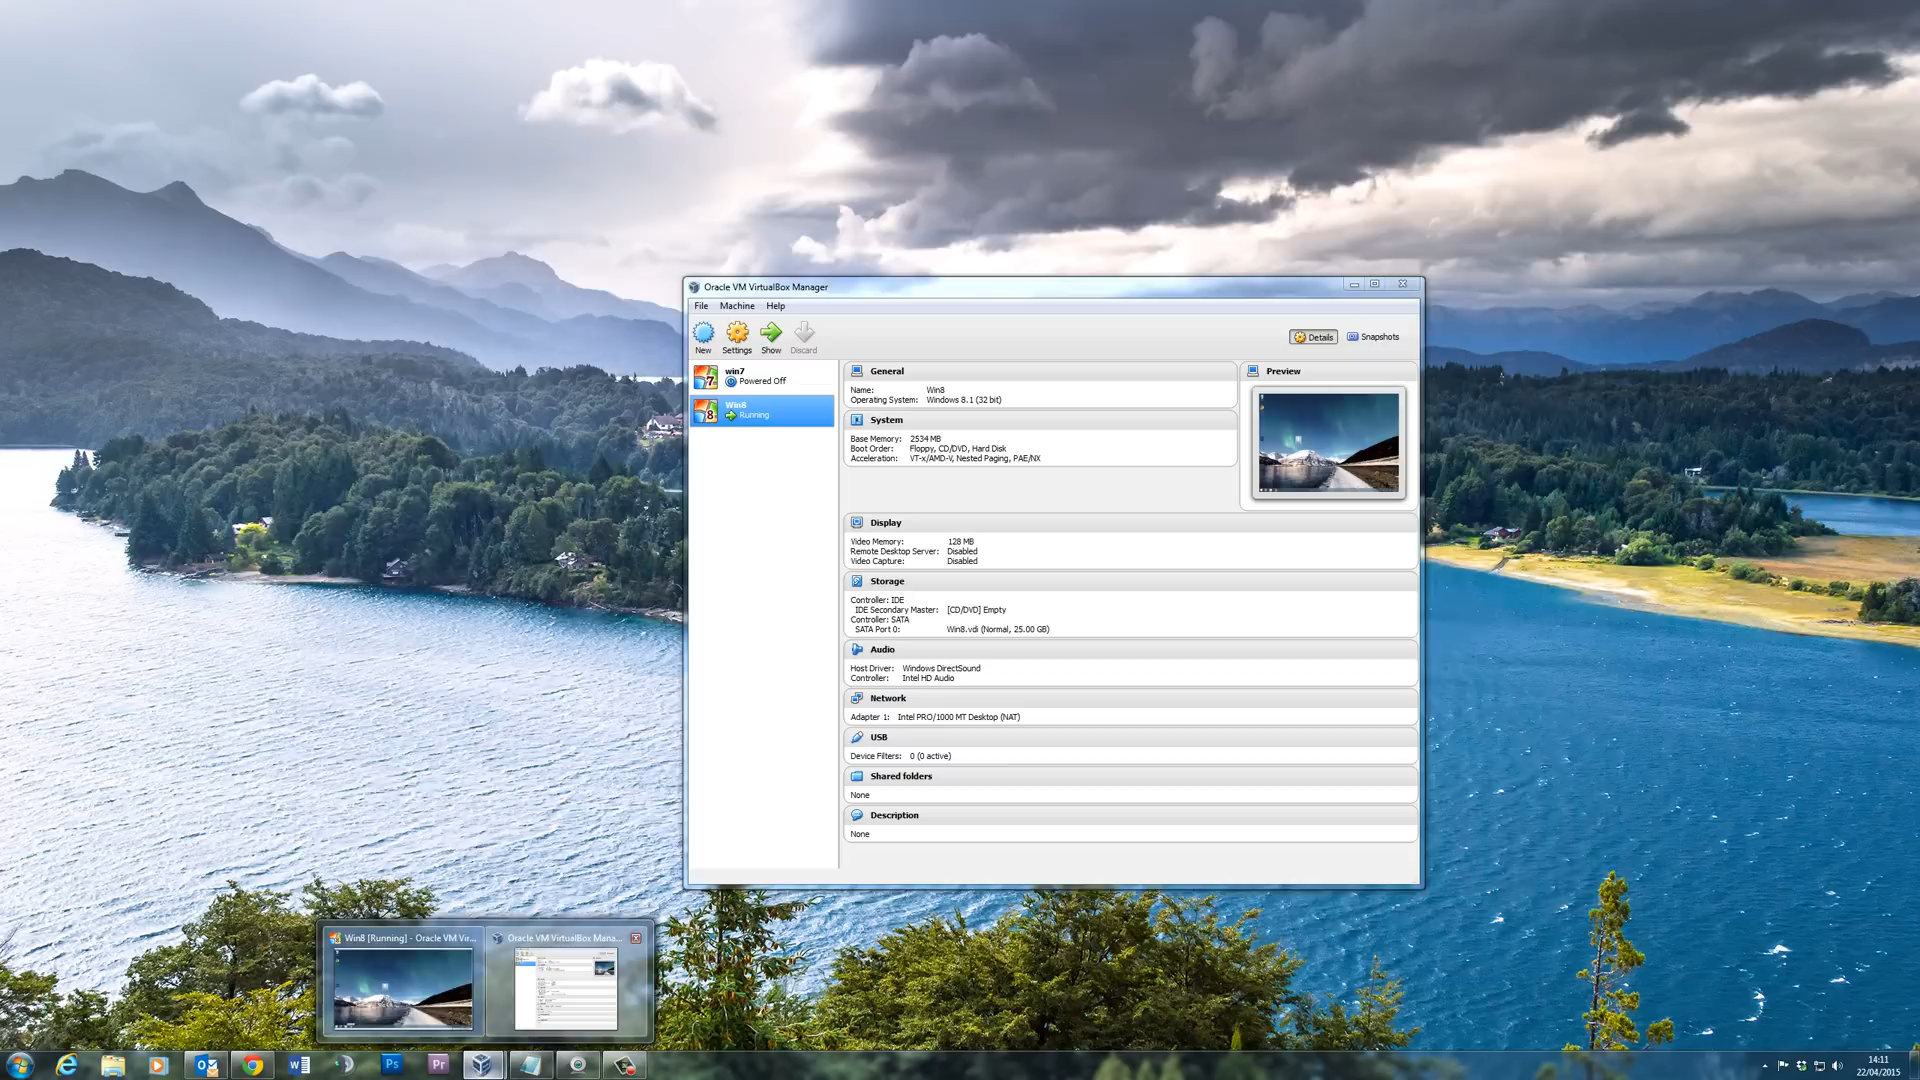 Oracle VM VirtualBox Manager
File Machine Help
New Settings Show Discard
Details Snapshots
win7
Powered Off
Win8
Running
General
Name: Win8
Operating System: Windows 8.1 (32 bit)
System
Base Memory: 2534 MB
Boot Order: Floppy, CD/DVD, Hard Disk
Acceleration: VT-x/AMD-V, Nested Paging, PAE/NX
Preview
Display
Video Memory: 128 MB
Remote Desktop Server: Disabled
Video Capture: Disabled
Storage
Controller: IDE
IDE Secondary Master: [CD/DVD] Empty
Controller: SATA
SATA Port 0: Win8.vdi (Normal, 25.00 GB)
Audio
Host Driver: Windows DirectSound
Controller: Intel HD Audio
Network
Adapter 1: Intel PRO/1000 MT Desktop (NAT)
USB
Device Filters: 0 (0 active)
Shared folders
None
Description
None
Win8 [Running] - Oracle VM Vir...
Oracle VM VirtualBox Mana...
Ps
Pr
14:11
22/04/2015